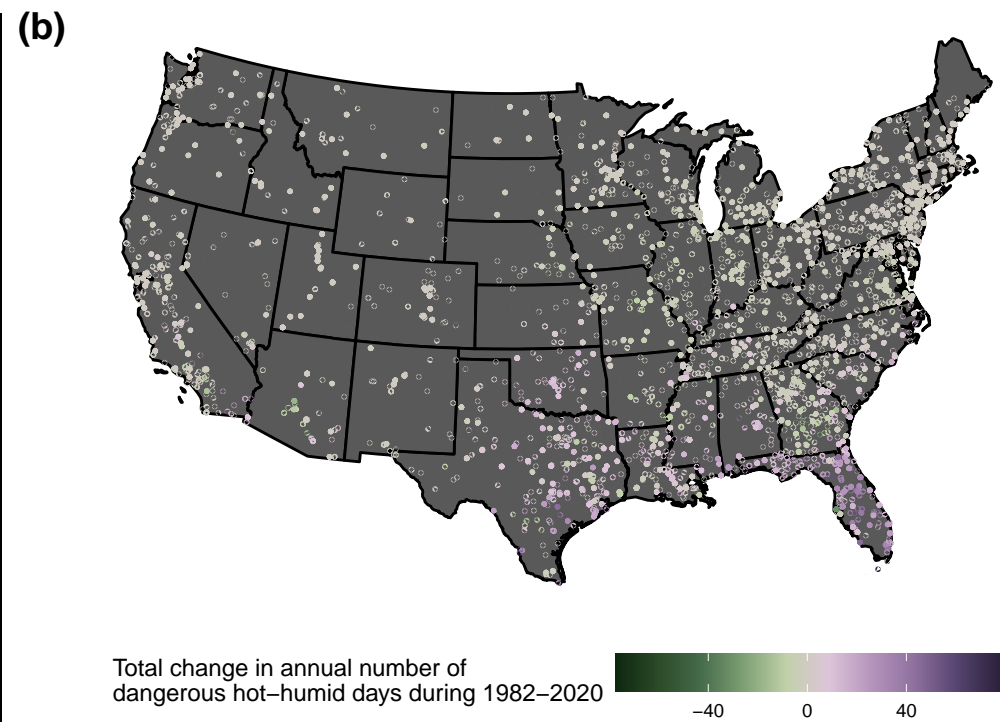 (b)
Total change in annual number of
dangerous hot−humid days during 1982−2020
−40 0 40